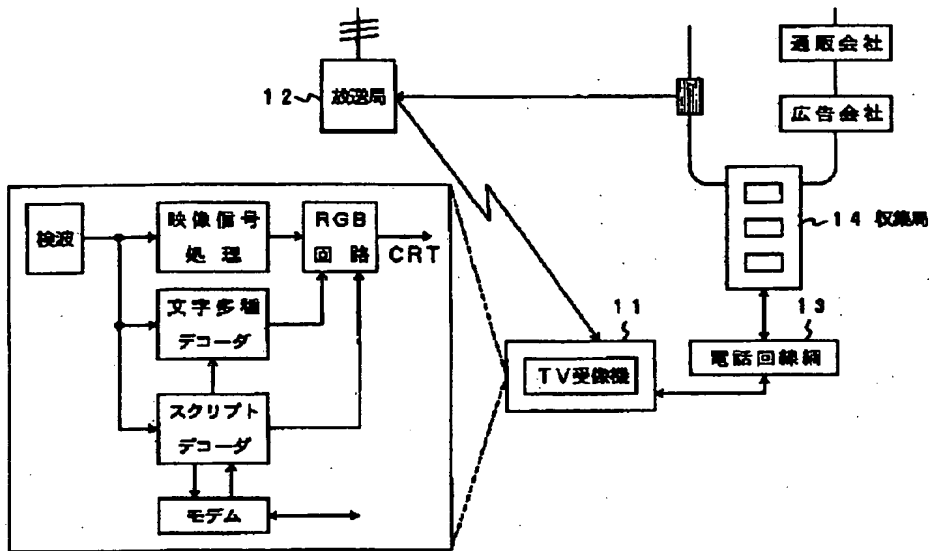 通販会社
12
放送局
広告会社
検波
映像信号
処理
RGB
回路
CRT
14 収集局
文字多種
デコーダ
11
13
TV受像機
電話回線網
スクリプト
デコーダ
モデム